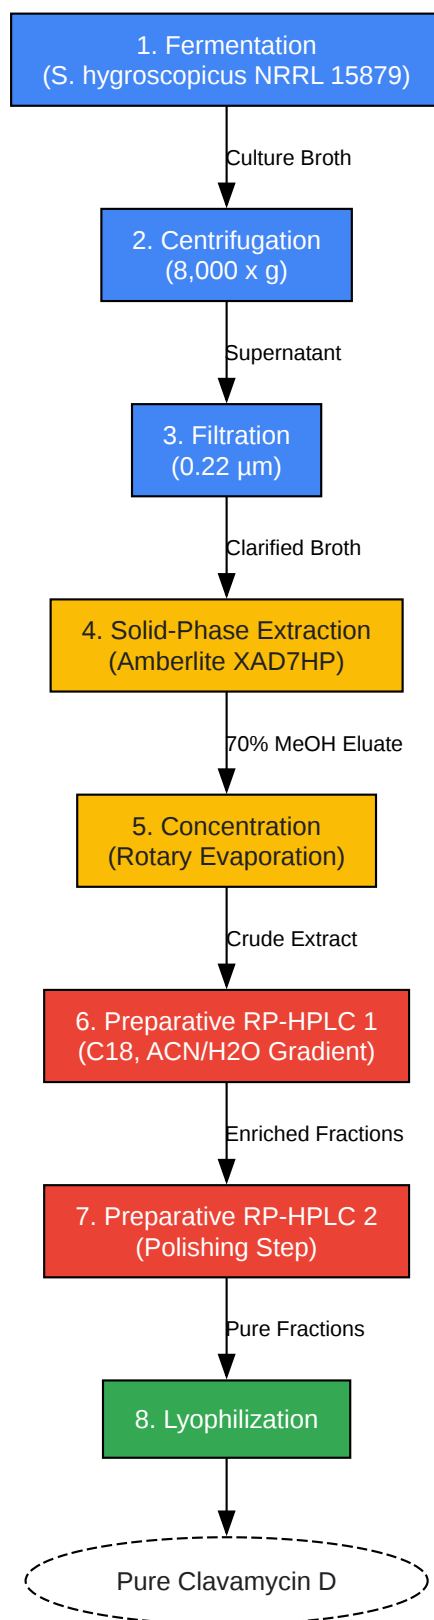 1. Fermentation
(S. hygroscopicus NRRL 15879)
Culture Broth
2. Centrifugation
(8,000 x g)
Supernatant
3. Filtration
(0.22 µm)
Clarified Broth
4. Solid-Phase Extraction
(Amberlite XAD7HP)
70% MeOH Eluate
5. Concentration
(Rotary Evaporation)
Crude Extract
6. Preparative RP-HPLC 1
(C18, ACN/H2O Gradient)
Enriched Fractions
7. Preparative RP-HPLC 2
(Polishing Step)
Pure Fractions
8. Lyophilization
Pure Clavamycin D